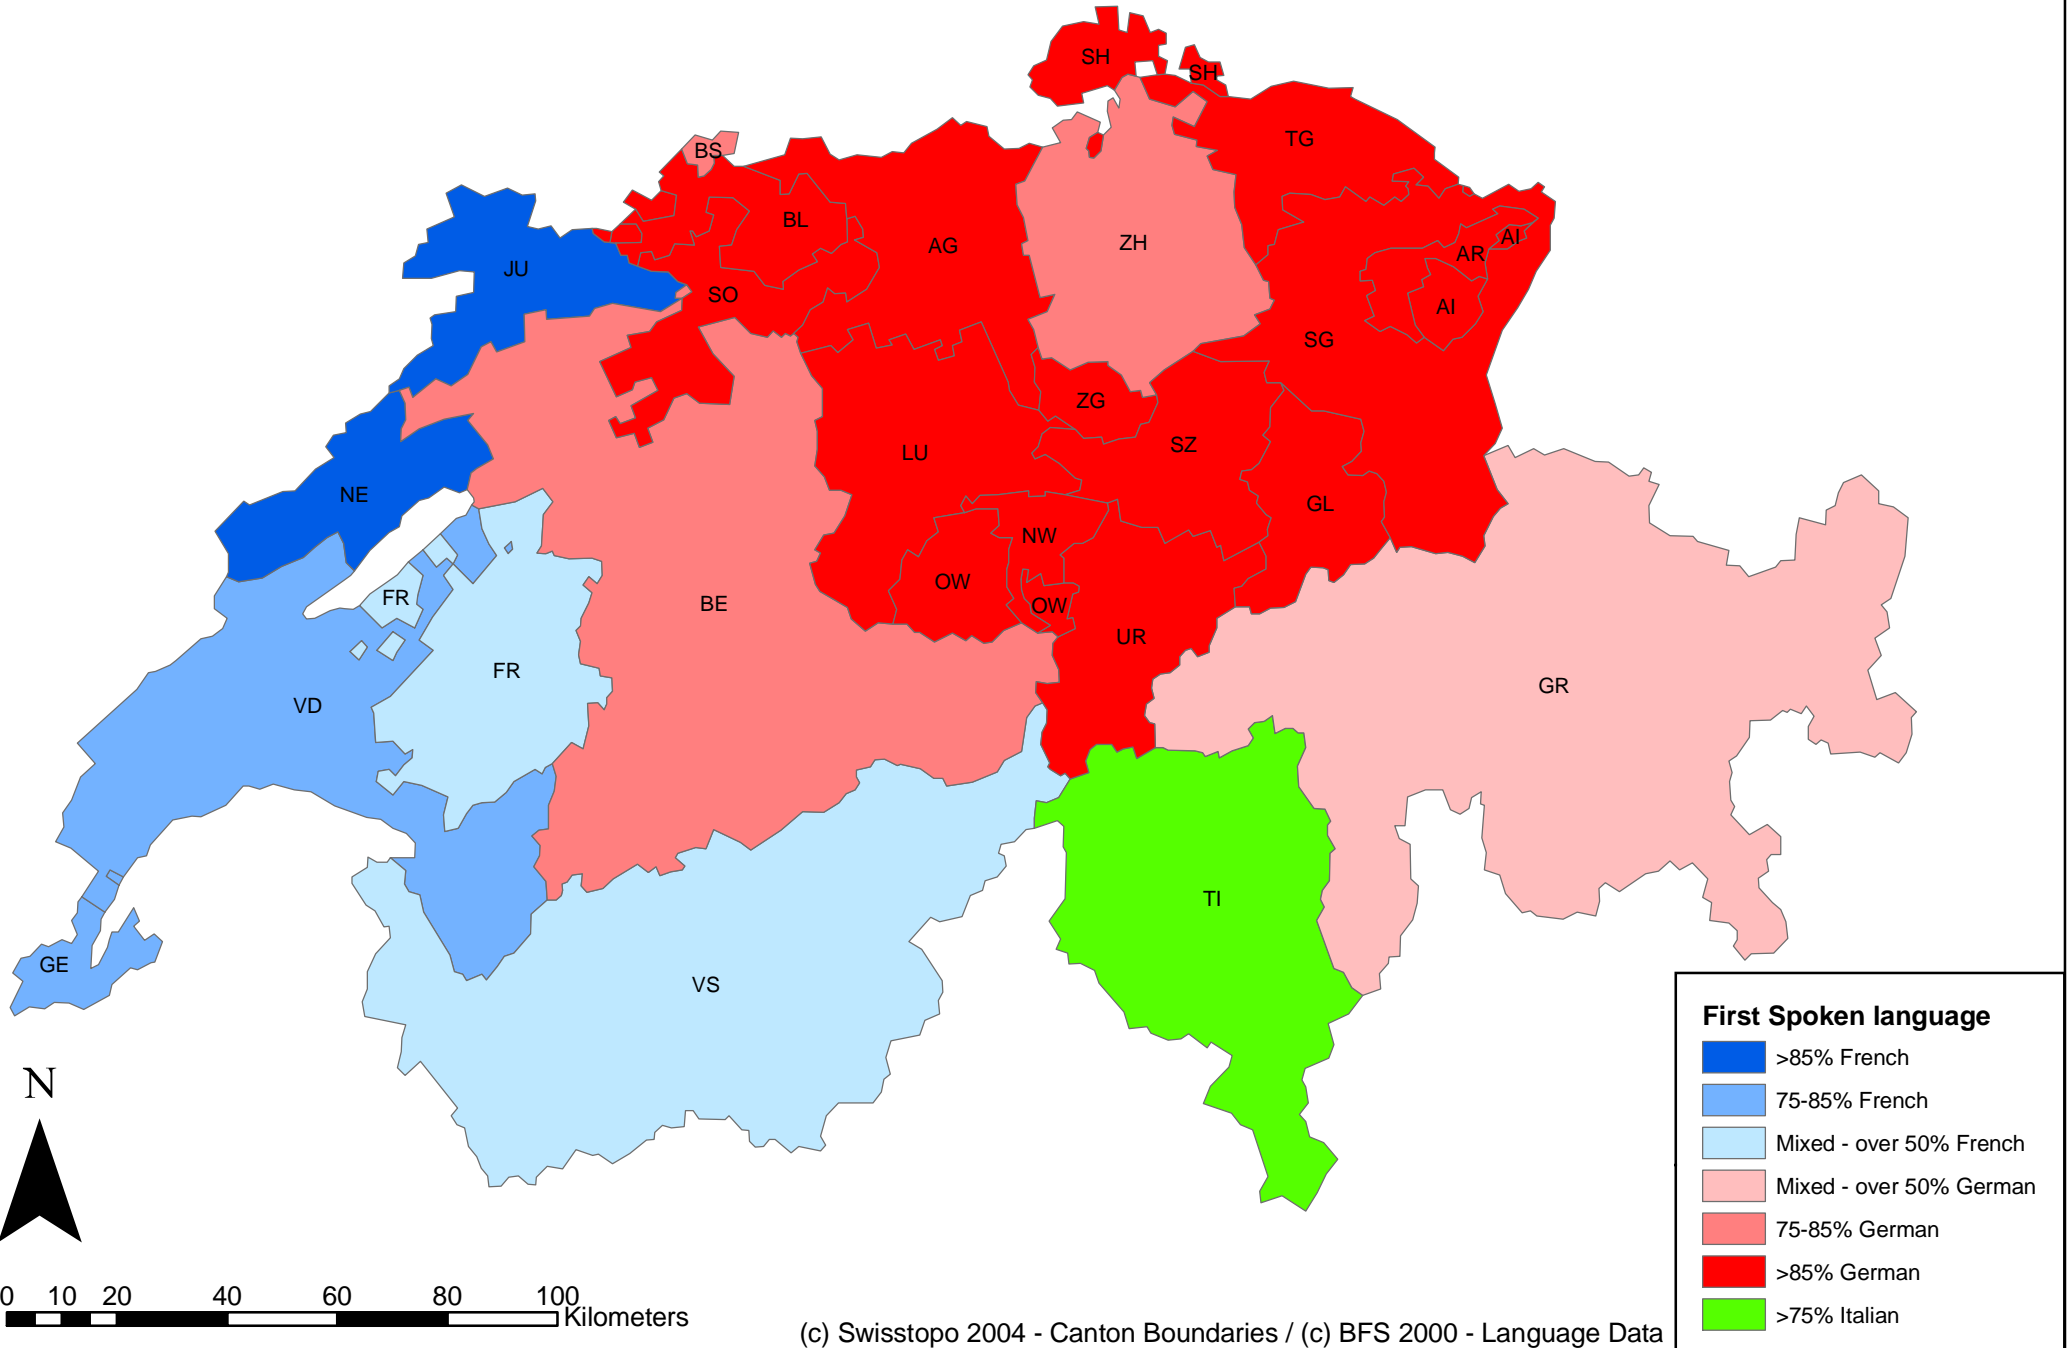 SH
SH
TG
BS
BL
AG
ZH
AI
AR
JU
SO
AI
SG
ZG
SZ
LU
NE
GL
NW
OW
FR
BE
OW
UR
FR
GR
VD
TI
GE
VS
N
0 10 20 40 60 80 100
Kilometers
First Spoken language
>85% French
75-85% French
Mixed - over 50% French
Mixed - over 50% German
75-85% German
>85% German
>75% Italian
(c) Swisstopo 2004 - Canton Boundaries / (c) BFS 2000 - Language Data